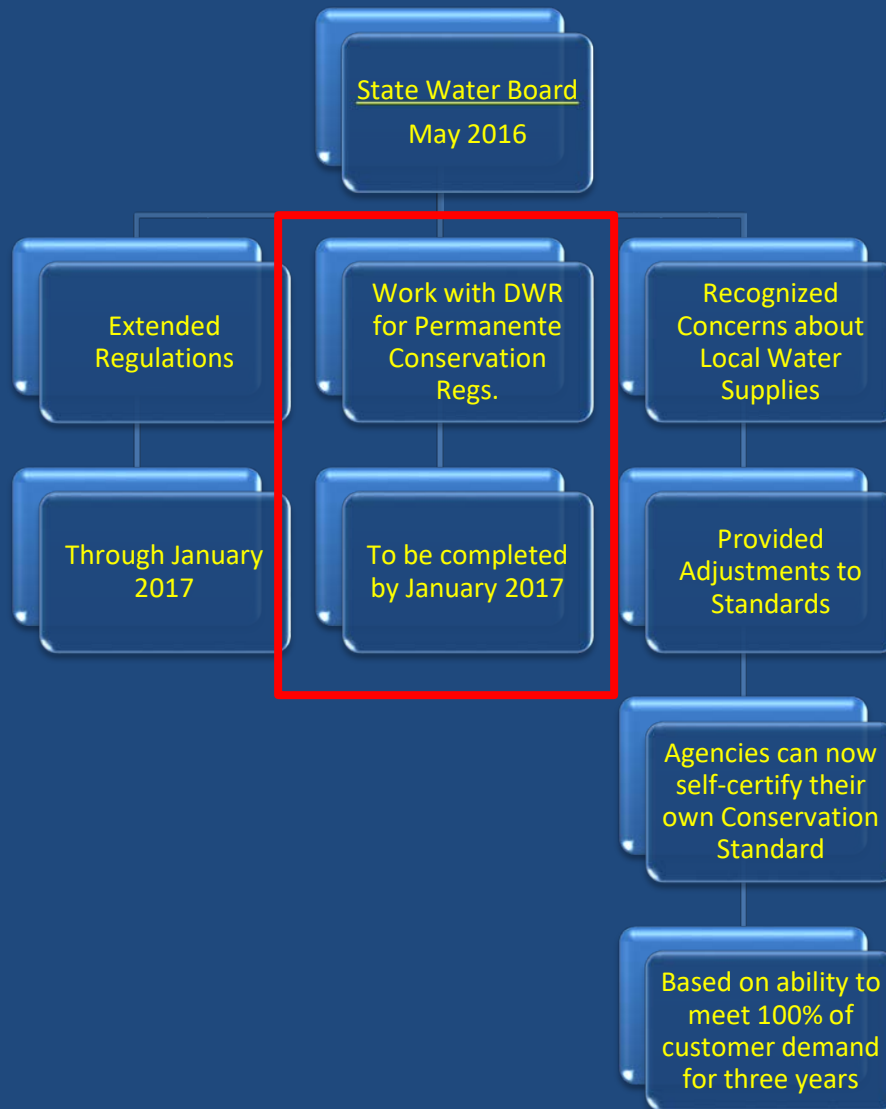 State Water Board
May 2016
Extended
Regulations
Work with DWR
for Permanente
Conservation
Regs.
Recognized
Concerns about
Local Water
Supplies
Through January
2017
To be completed
by January 2017
Provided
Adjustments to
Standards
Agencies can now
self-certify their
own Conservation
Standard
Based on ability to
meet 100% of
customer demand
for three years